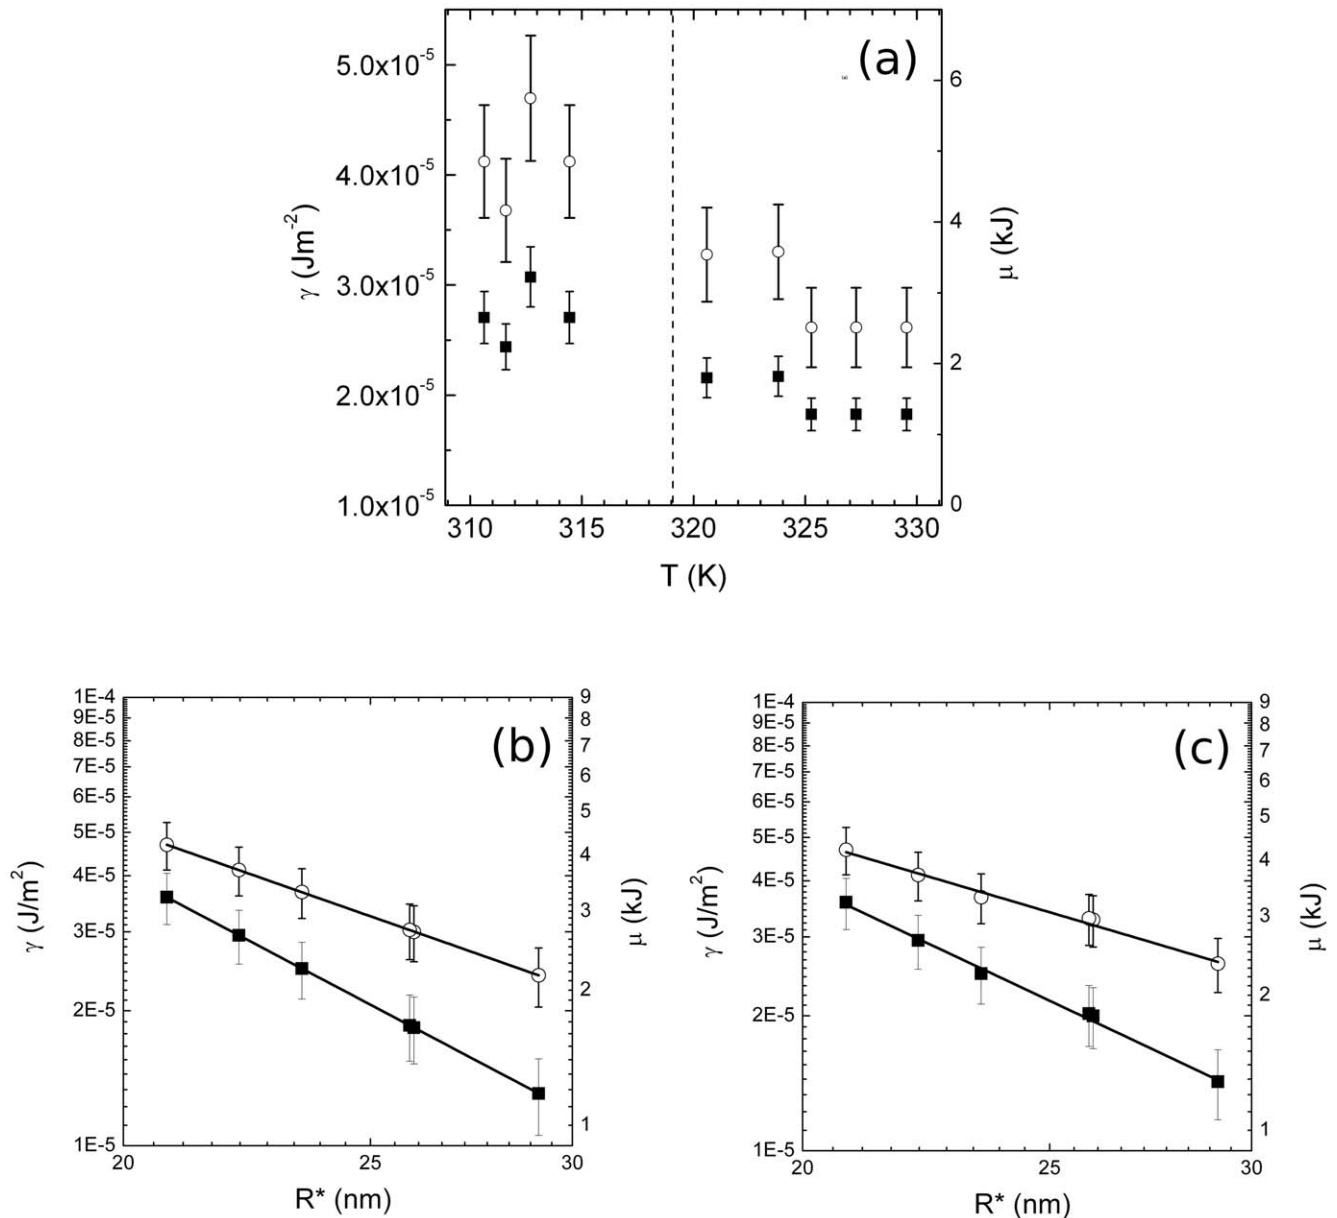 (a)
5.0x10⁻⁵
4.0x10⁻⁵
3.0x10⁻⁵
2.0x10⁻⁵
1.0x10⁻⁵
γ (Jm⁻²)
6
4
2
0
μ (kJ)
310 315 320 325 330
T (K)
(b)
1E-4
9E-5
8E-5
7E-5
6E-5
5E-5
4E-5
3E-5
2E-5
1E-5
γ (J/m²)
9
8
7
6
5
4
3
2
1
μ (kJ)
20 25 30
R* (nm)
(c)
1E-4
9E-5
8E-5
7E-5
6E-5
5E-5
4E-5
3E-5
2E-5
1E-5
γ (J/m²)
9
8
7
6
5
4
3
2
1
μ (kJ)
20 25 30
R* (nm)